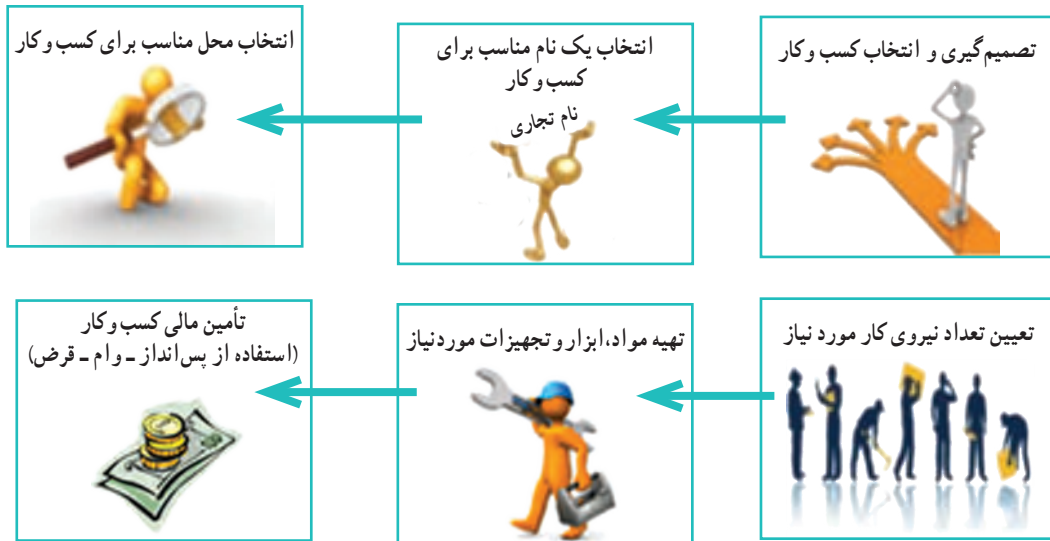 تصمیم‌گیری و انتخاب کسب و کار
انتخاب یک نام مناسب برای
کسب و کار
نام تجاری
انتخاب محل مناسب برای کسب و کار
تعیین تعداد نیروی کار مورد نیاز
تهیه مواد، ابزار و تجهیزات موردنیاز
تأمین مالی کسب و کار
(استفاده از پس‌انداز ـ وام ـ قرض)